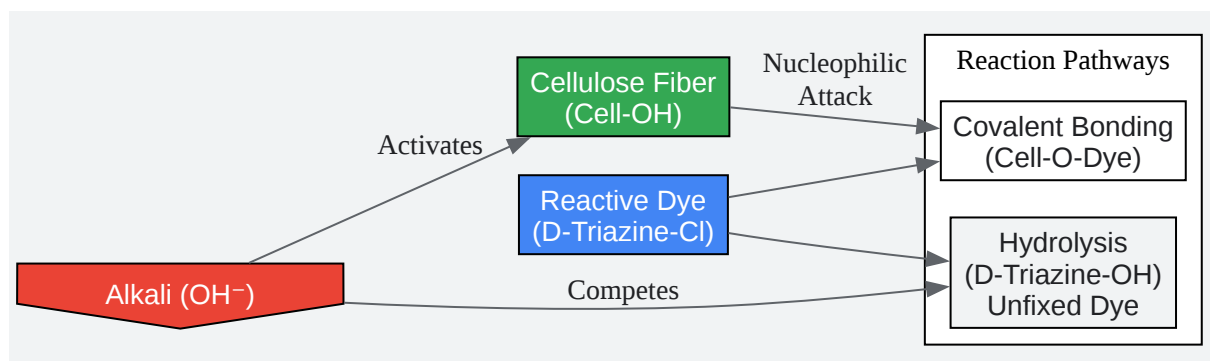 Nucleophilic
Attack
Reaction Pathways
Cellulose Fiber
(Cell-OH)
Covalent Bonding
(Cell-O-Dye)
Activates
Reactive Dye
(D-Triazine-Cl)
Hydrolysis
(D-Triazine-OH)
Unfixed Dye
Alkali (OH⁻)
Competes